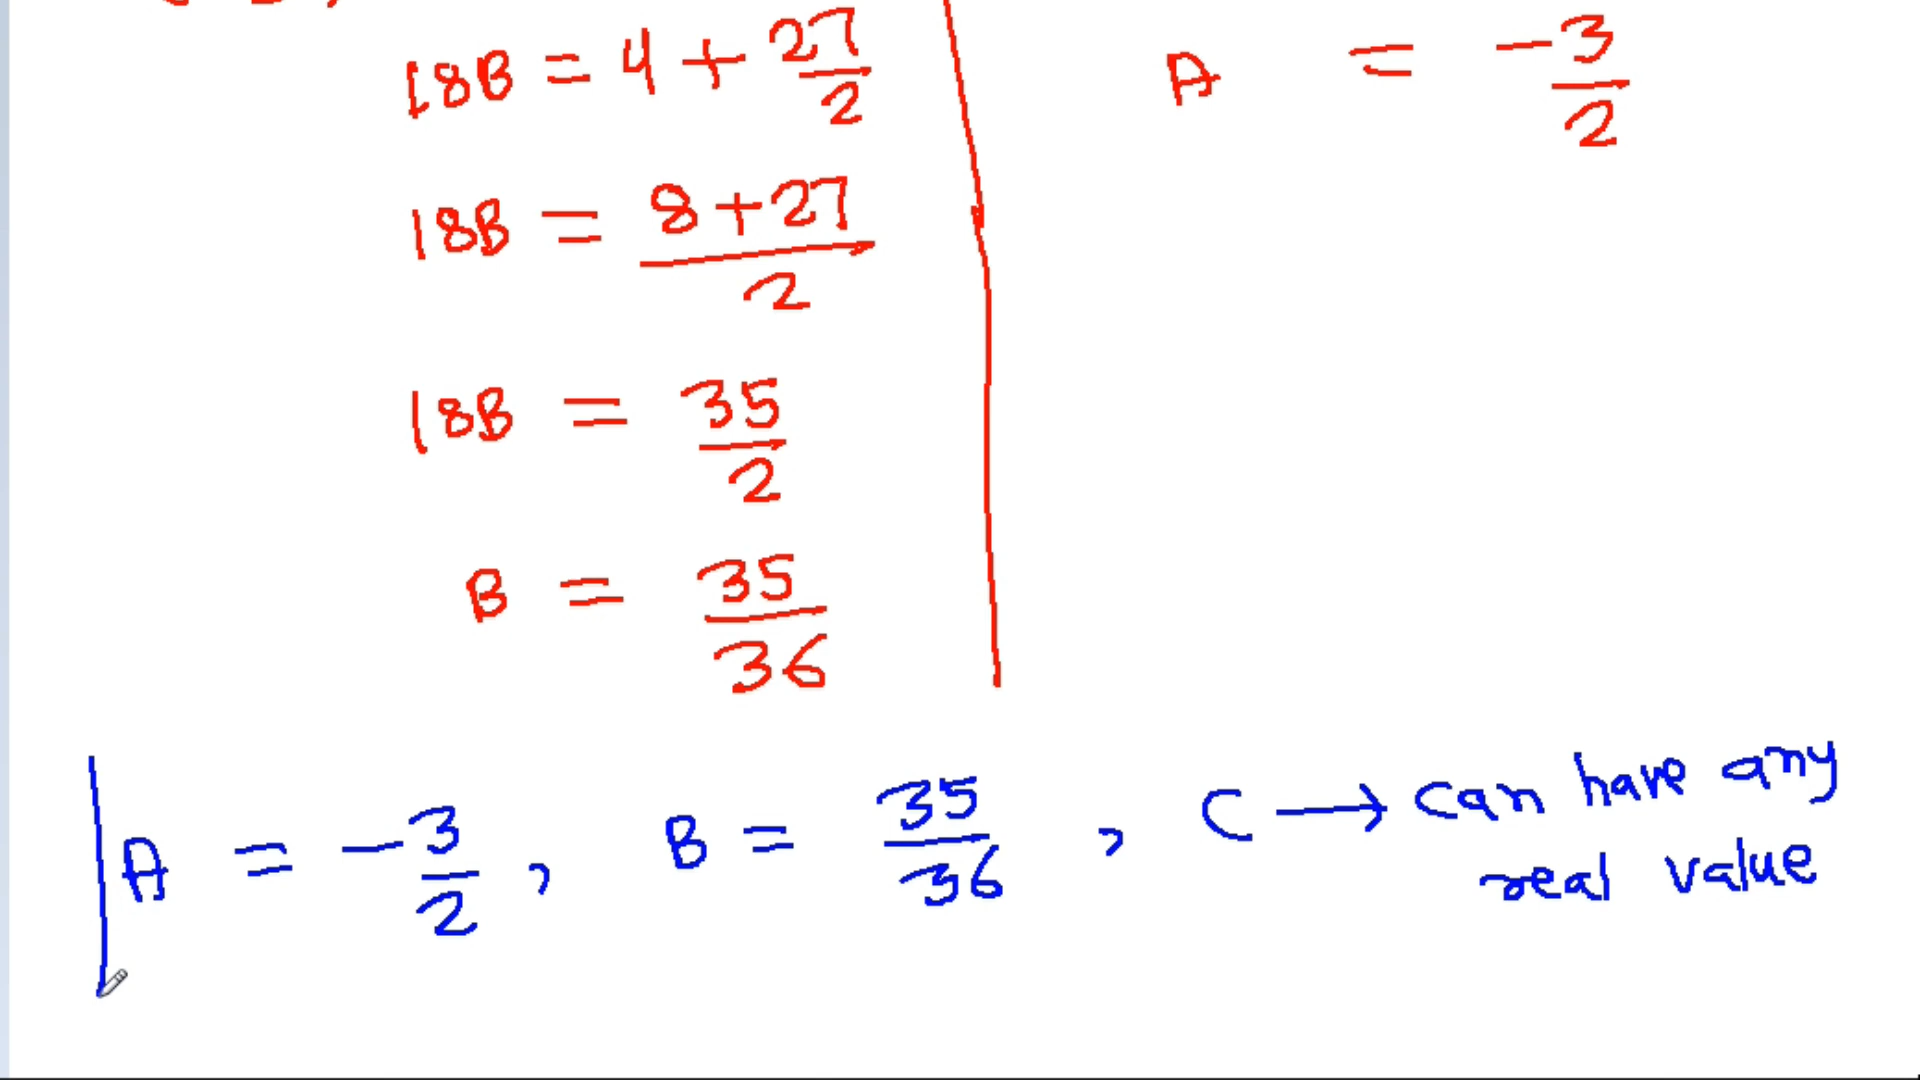 18B = 4 + 27/2
18B = 8+27/2
18B = 35/2
B = 35/36
A = -3/2
A = -3/2 , B = 35/36 , C → can have any
real value